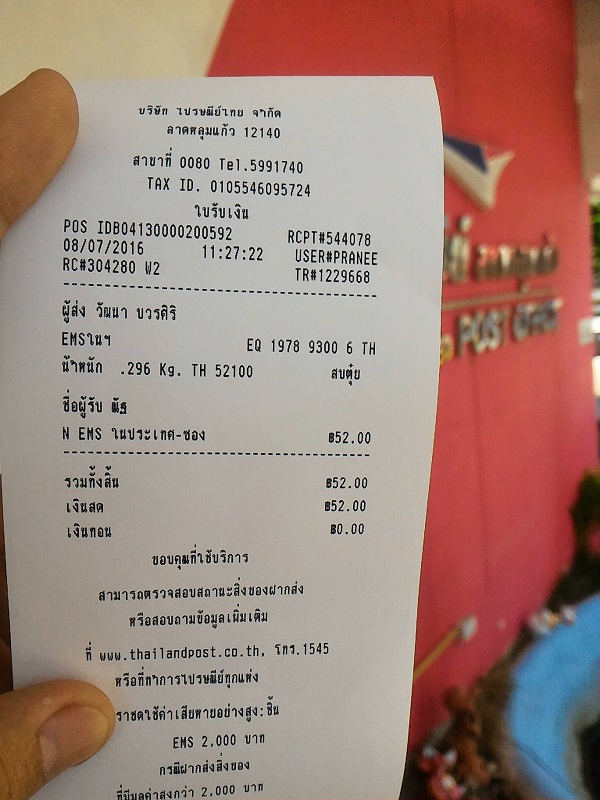 บริษัท ไปรษณีย์ไทย จำกัด
ลาดหลุมแก้ว 12140
สาขาที่ 0080 Tel.5991740
TAX ID. 0105546095724
ใบรับเงิน
POS IDB04130000200592 RCPT#544078
08/07/2016 11:27:22 USER#PRANEE
RC#304280 W2 TR#1229668
ผู้ส่ง วัฒนา บวรศิริ
EMSในฯ EQ 1978 9300 6 TH
น้ำหนัก .296 Kg. TH 52100 สบตุ๋ย
ชื่อผู้รับ ณัฐ
N EMS ในประเทศ-ซอง ฿52.00
รวมทั้งสิ้น ฿52.00
เงินสด ฿52.00
เงินทอน ฿0.00
ขอบคุณที่ใช้บริการ
สามารถตรวจสอบสถานะสิ่งของฝากส่ง
หรือสอบถามข้อมูลเพิ่มเติม
ที่ www.thailandpost.co.th, โทร.1545
หรือที่ทำการไปรษณีย์ทุกแห่ง
ราชดใช้ค่าเสียหายอย่างสูง:ชิ้น
EMS 2,000 บาท
กรณีฝากส่งสิ่งของ
ที่มีมูลค่าสูงกว่า 2,000 บาท
POST OFFICE